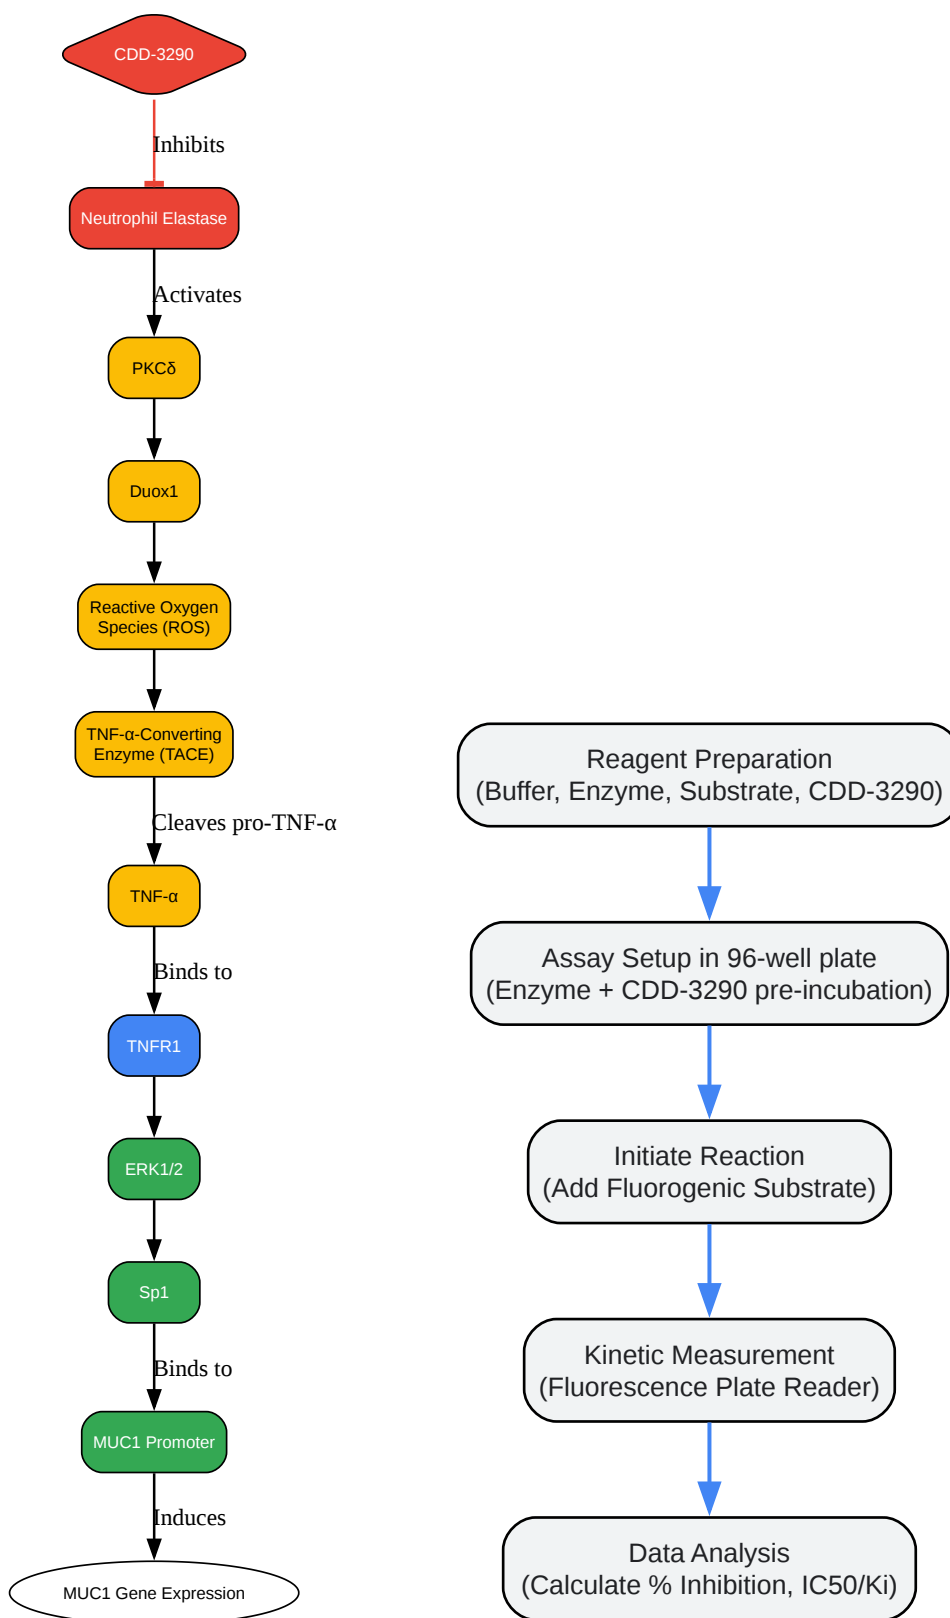 CDD-3290
Inhibits
Neutrophil Elastase
Activates
PKCδ
Duox1
Reactive Oxygen
Species (ROS)
TNF-α-Converting
Enzyme (TACE)
Cleaves pro-TNF-α
TNF-α
Binds to
TNFR1
ERK1/2
Sp1
Binds to
MUC1 Promoter
Induces
MUC1 Gene Expression
Reagent Preparation
(Buffer, Enzyme, Substrate, CDD-3290)
Assay Setup in 96-well plate
(Enzyme + CDD-3290 pre-incubation)
Initiate Reaction
(Add Fluorogenic Substrate)
Kinetic Measurement
(Fluorescence Plate Reader)
Data Analysis
(Calculate % Inhibition, IC50/Ki)